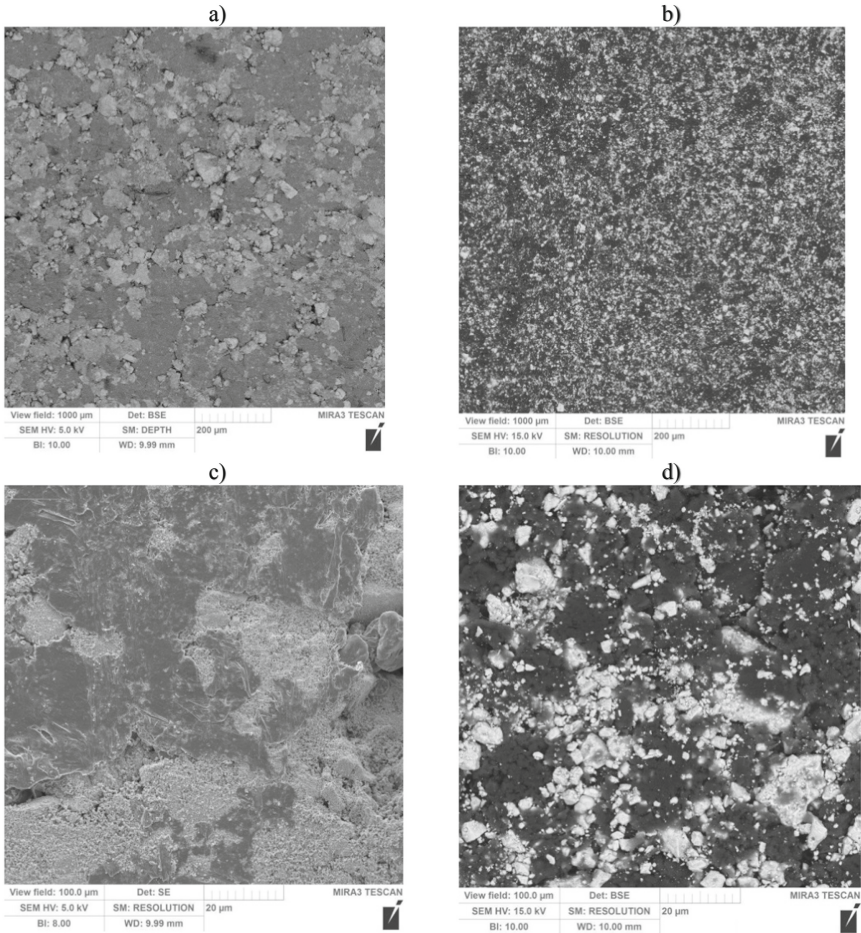 a)
b)
View field: 1000 µm Det: BSE MIRA3 TESCAN
SEM HV: 5.0 kV SM: DEPTH 200 µm
BI: 10.00 WD: 9.99 mm
View field: 1000 µm Det: BSE MIRA3 TESCAN
SEM HV: 15.0 kV SM: RESOLUTION 200 µm
BI: 10.00 WD: 10.00 mm
c)
d)
View field: 100.0 µm Det: SE MIRA3 TESCAN
SEM HV: 5.0 kV SM: RESOLUTION 20 µm
BI: 8.00 WD: 9.99 mm
View field: 100.0 µm Det: BSE MIRA3 TESCAN
SEM HV: 15.0 kV SM: RESOLUTION 20 µm
BI: 10.00 WD: 10.00 mm